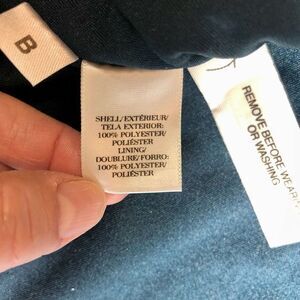 B
SHELL/EXTÉRIEUR/
TELA EXTERIOR:
100% POLYESTER/
POLIÉSTER
LINING/
DOUBLURE/FORRO:
100% POLYESTER/
POLIÉSTER
REMOVE BEFORE WEARING
OR WASHING